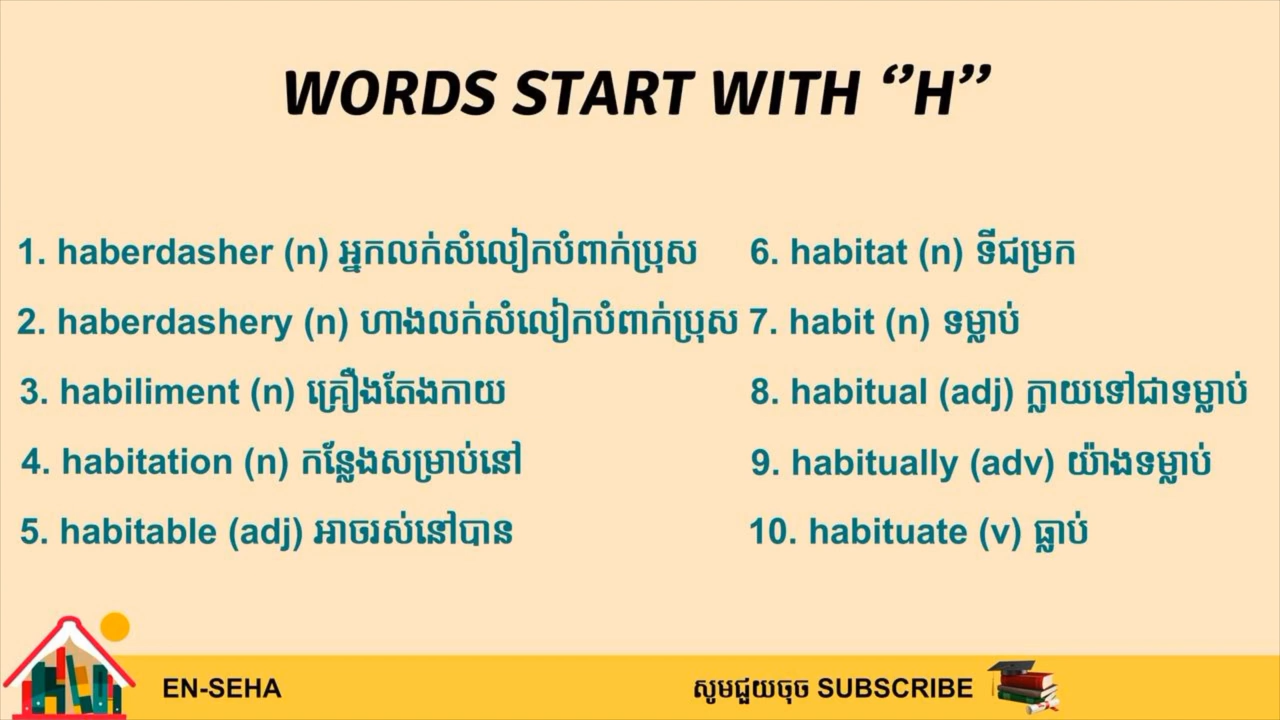 WORDS START WITH “H”
1. haberdasher (n) អ្នកលក់សំលៀកបំពាក់ប្រុស
2. haberdashery (n) ហាងលក់សំលៀកបំពាក់ប្រុស
3. habiliment (n) គ្រឿងតែងកាយ
4. habitation (n) កន្លែងសម្រាប់នៅ
5. habitable (adj) អាចរស់នៅបាន
6. habitat (n) ទីជម្រក
7. habit (n) ទម្លាប់
8. habitual (adj) ក្លាយទៅជាទម្លាប់
9. habitually (adv) យ៉ាងទម្លាប់
10. habituate (v) ធ្លាប់
EN-SEHA
សូមជួយចុច SUBSCRIBE